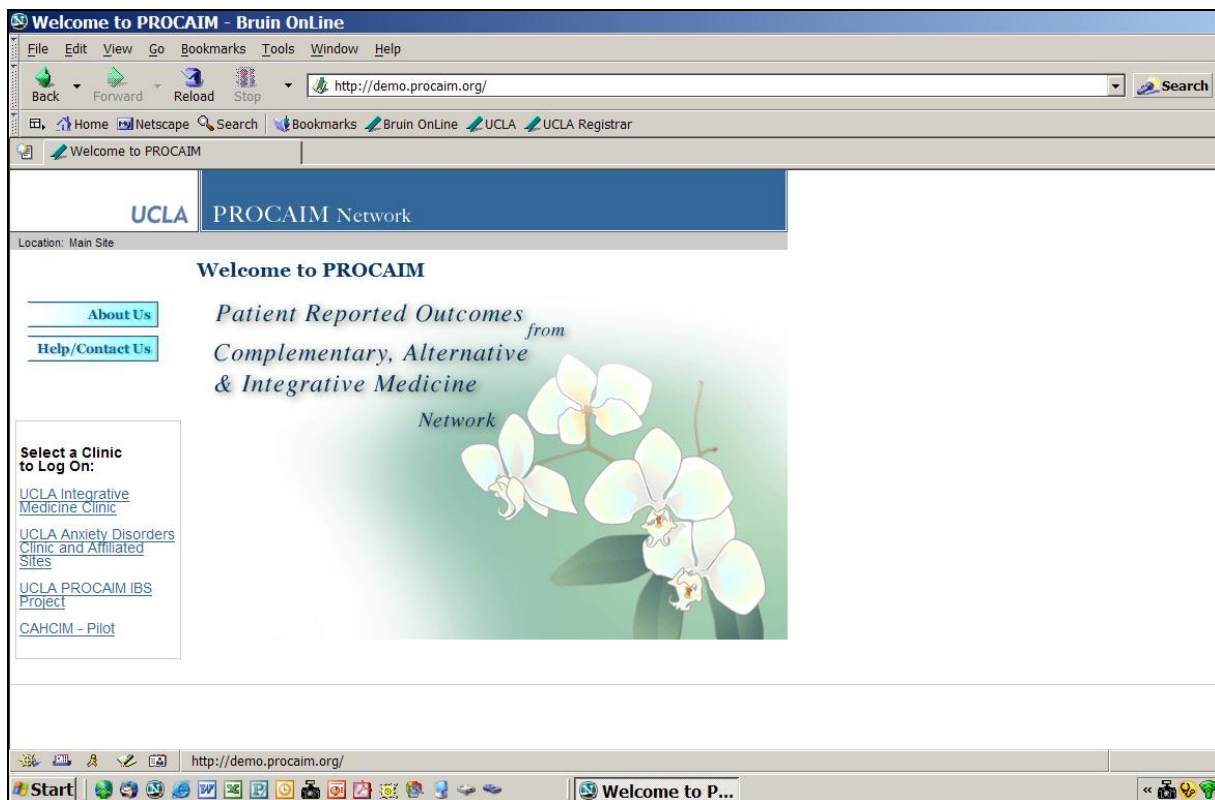 Welcome to PROCAIM - Bruin OnLine
File Edit View Go Bookmarks Tools Window Help
Back Forward Reload Stop http://demo.procaim.org/ Search
Home Netscape Search Bookmarks Bruin OnLine UCLA UCLA Registrar
Welcome to PROCAIM
UCLA PROCAIM Network
Location: Main Site
Welcome to PROCAIM
About Us
Help/Contact Us
Patient Reported Outcomes
from
Complementary, Alternative
& Integrative Medicine
Network
Select a Clinic
to Log On:
UCLA Integrative
Medicine Clinic
UCLA Anxiety Disorders
Clinic and Affiliated
Sites
UCLA PROCAIM IBS
Project
CAHCIM - Pilot
http://demo.procaim.org/
Start Welcome to P...